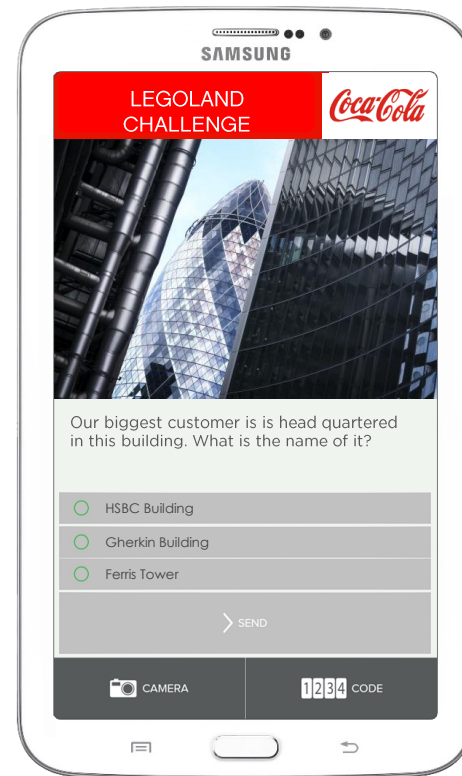 SAMSUNG
LEGOLAND
CHALLENGE
Coca-Cola
Our biggest customer is is head quartered
in this building. What is the name of it?
HSBC Building
Gherkin Building
Ferris Tower
SEND
CAMERA
1234 CODE